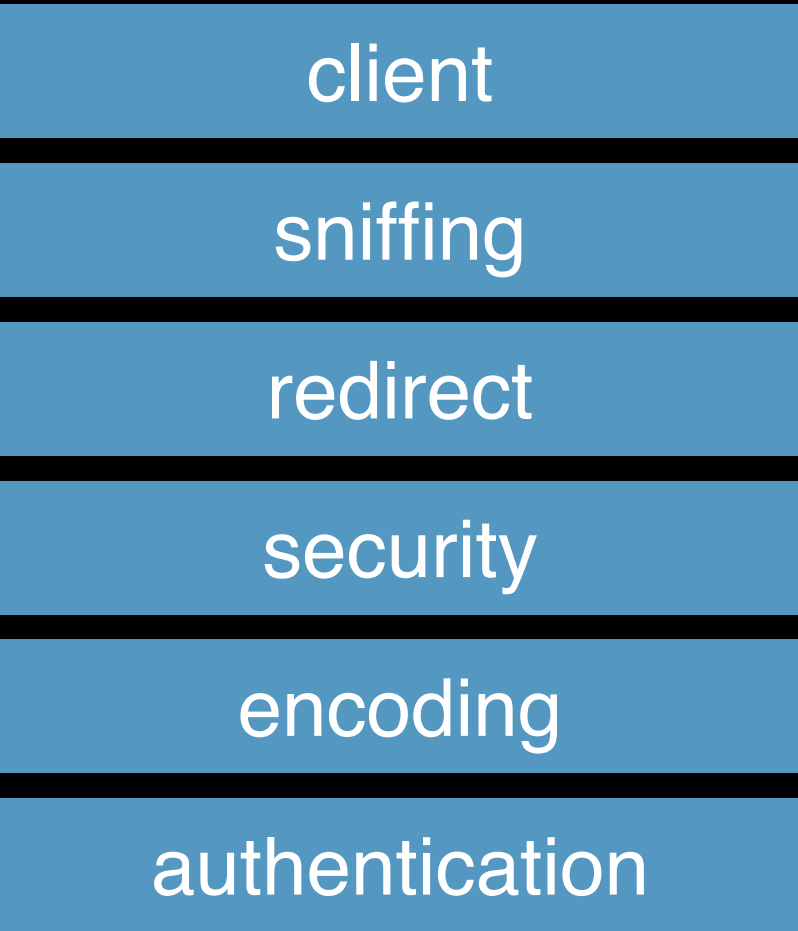 client
sniffing
redirect
security
encoding
authentication